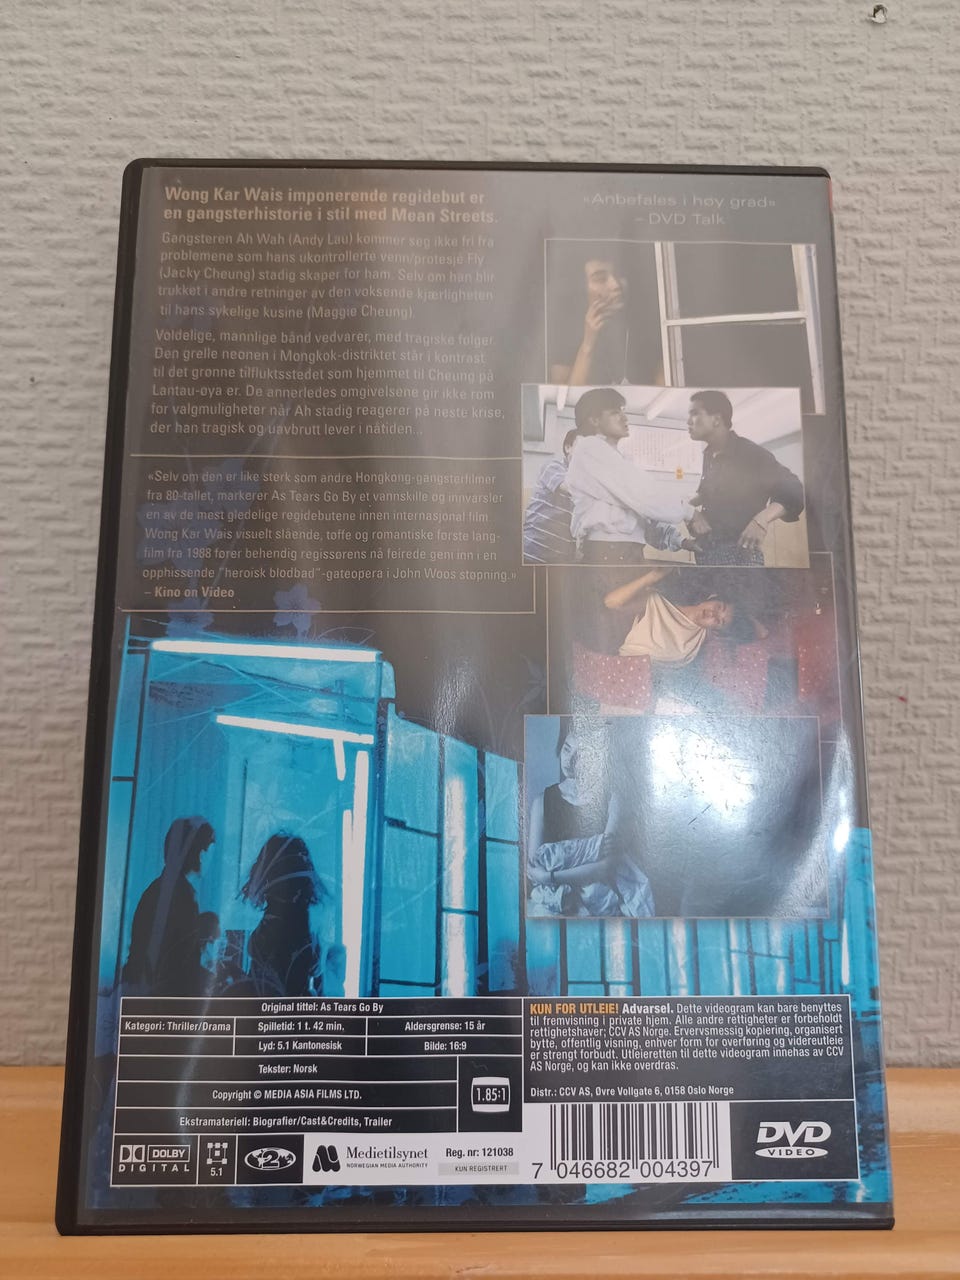 Wong Kar Wais imponerende regidebut er
en gangsterhistorie i stil med Mean Streets.
Gangsteren Ah Wah (Andy Lau) kommer seg ikke fri fra
problemene som hans ukontrollerte venn/protesjé Fly
(Jacky Cheung) stadig skaper for ham. Selv om han blir
trukket i andre retninger av den voksende kjærligheten
til hans sykelige kusine (Maggie Cheung).
Voldelige, mannlige bånd vedvarer, med tragiske følger.
Den grelle neonen i Mongkok-distriktet står i kontrast
til det grønne tilfluktsstedet som hjemmet til Cheung på
Lantau-øya er. De annerledes omgivelsene gir ikke rom
for valgmuligheter når Ah stadig reagerer på neste krise,
der han tragisk og uavbrutt lever i nåtiden...
«Selv om den er like sterk som andre Hongkong-gangsterfilmer
fra 80-tallet, markerer As Tears Go By et vannskille og innvarsler
en av de mest gledelige regidebutene innen internasjonal film.
Wong Kar Wais visuelt slående, tøffe og romantiske første lang-
film fra 1988 fører behendig regissørens nå feirede geni inn i en
opphissende "heroisk blodbad"-gateopera i John Woos støpning.»
– Kino on Video
«Anbefales i høy grad»
– DVD Talk
Original tittel: As Tears Go By
Kategori: Thriller/Drama
Spilletid: 1 t. 42 min.
Aldersgrense: 15 år
Lyd: 5.1 Kantonesisk
Bilde: 16:9
Tekster: Norsk
Copyright © MEDIA ASIA FILMS LTD.
1.85:1
Ekstramateriell: Biografier/Cast&Credits, Trailer
DOLBY
DIGITAL
5.1
2
Medietilsynet
NORWEGIAN MEDIA AUTHORITY
Reg. nr: 121038
KUN REGISTRERT
KUN FOR UTLEIE! Advarsel. Dette videogram kan bare benyttes
til fremvisning i private hjem. Alle andre rettigheter er forbeholdt
rettighetshaver; CCV AS Norge. Ervervsmessig kopiering, organisert
bytte, offentlig visning, enhver form for overføring og videreutleie
er strengt forbudt. Utleieretten til dette videogram innehas av CCV
AS Norge, og kan ikke overdras.
Distr.: CCV AS, Øvre Vollgate 6, 0158 Oslo Norge
7 046682 004397
DVD
VIDEO